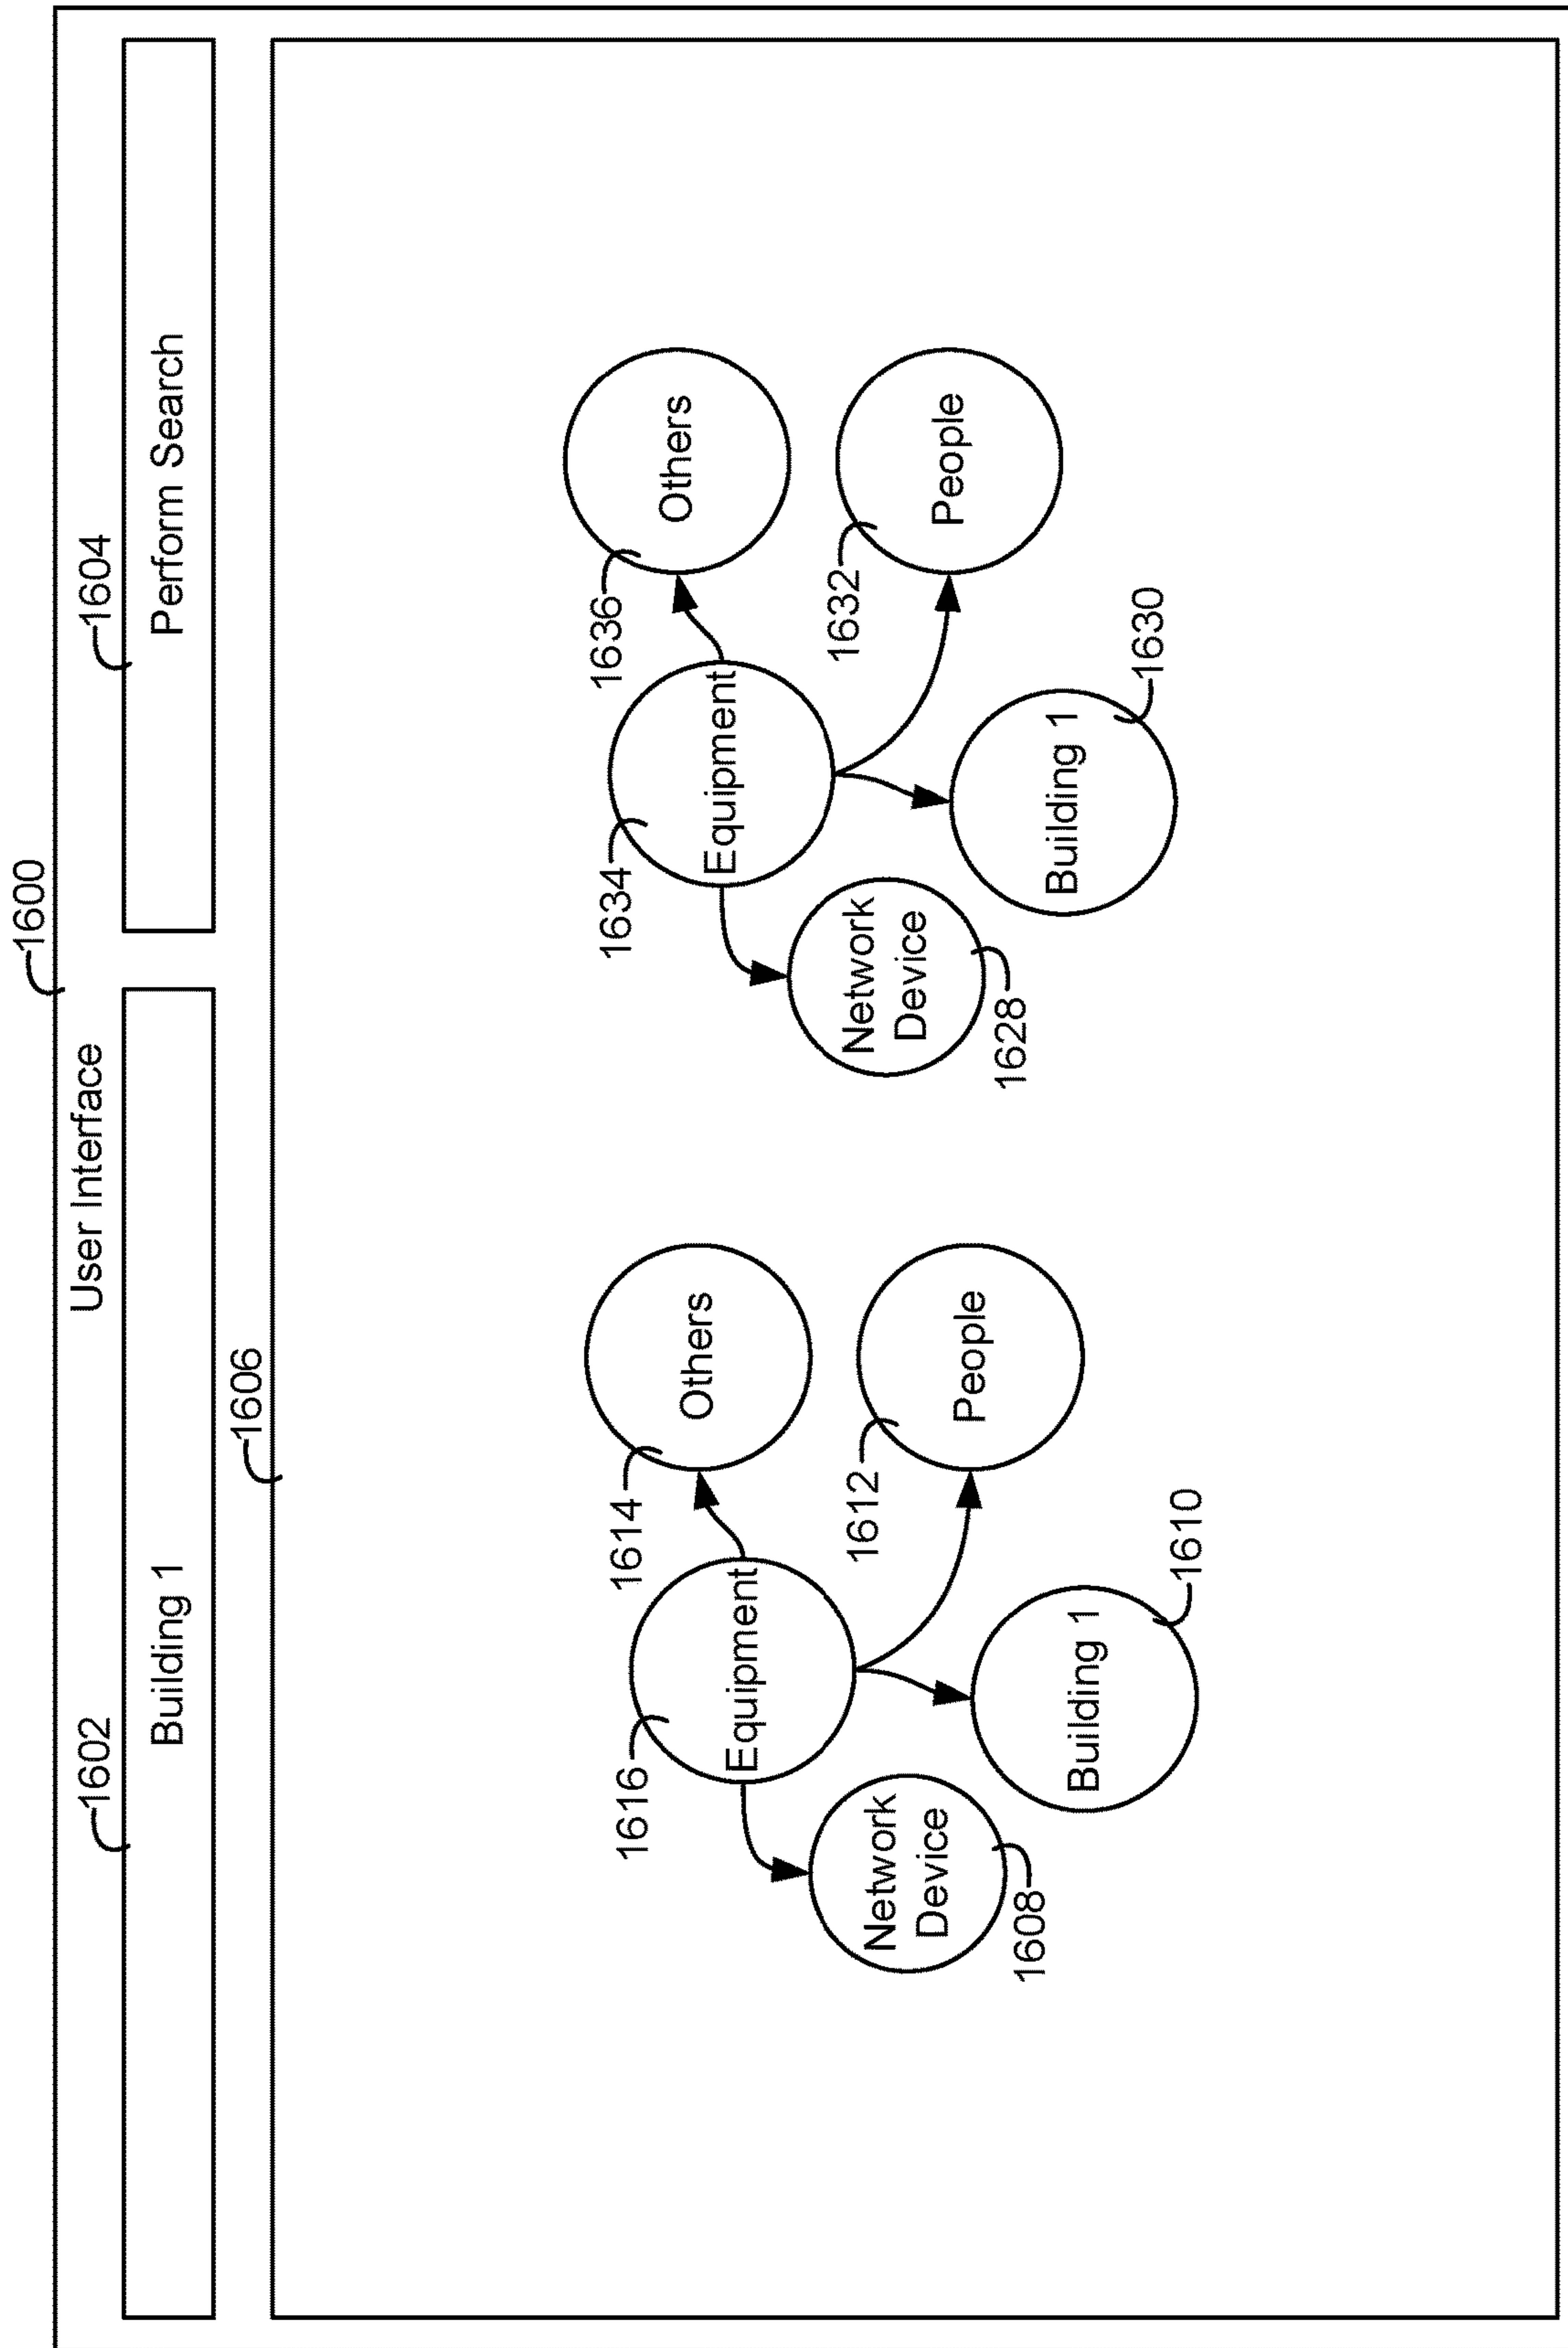 1600
User Interface
1602
1604
Building 1
Perform Search
1606
1614
Others
1616
Equipment
1612
People
Network
Device
1608
Building 1
1610
1636
Others
1634
Equipment
1632
People
Network
Device
1628
Building 1
1630